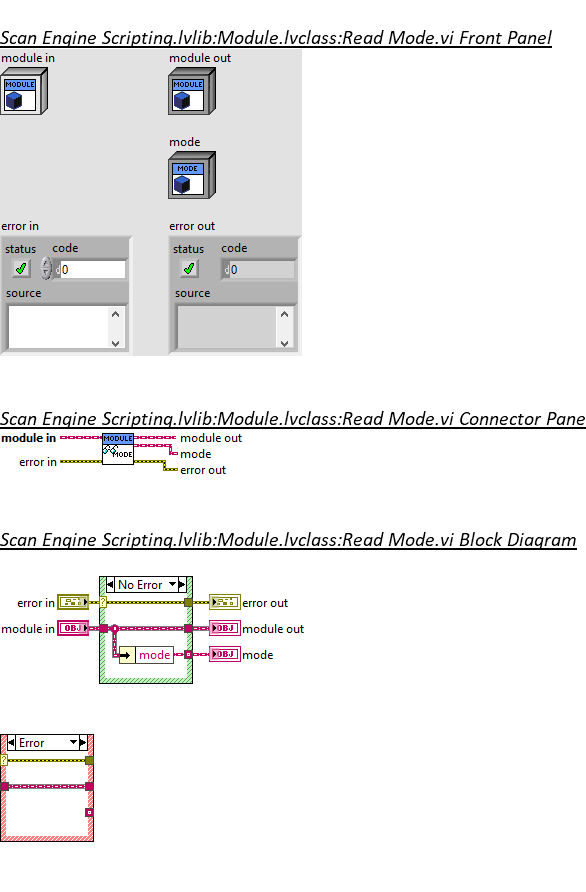 Scan Engine Scripting.lvlib:Module.lvclass:Read Mode.vi Front Panel
module in module out
MODULE MODULE
mode
MODE
error in error out
status code status code
d 0 d 0
source source
Scan Engine Scripting.lvlib:Module.lvclass:Read Mode.vi Connector Pane
module in MODULE module out
MODE mode
error in error out
Scan Engine Scripting.lvlib:Module.lvclass:Read Mode.vi Block Diagram
No Error
error in ? error out
module in OBJ OBJ module out
mode OBJ mode
Error
?